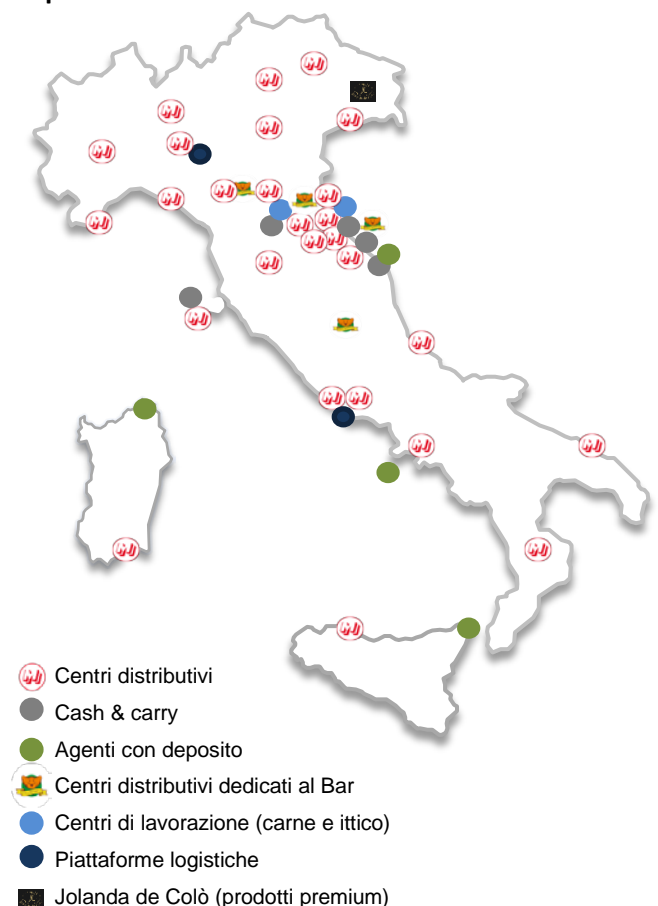 Centri distributivi
Cash & carry
Agenti con deposito
Centri distributivi dedicati al Bar
Centri di lavorazione (carne e ittico)
Piattaforme logistiche
Jolanda de Colò (prodotti premium)